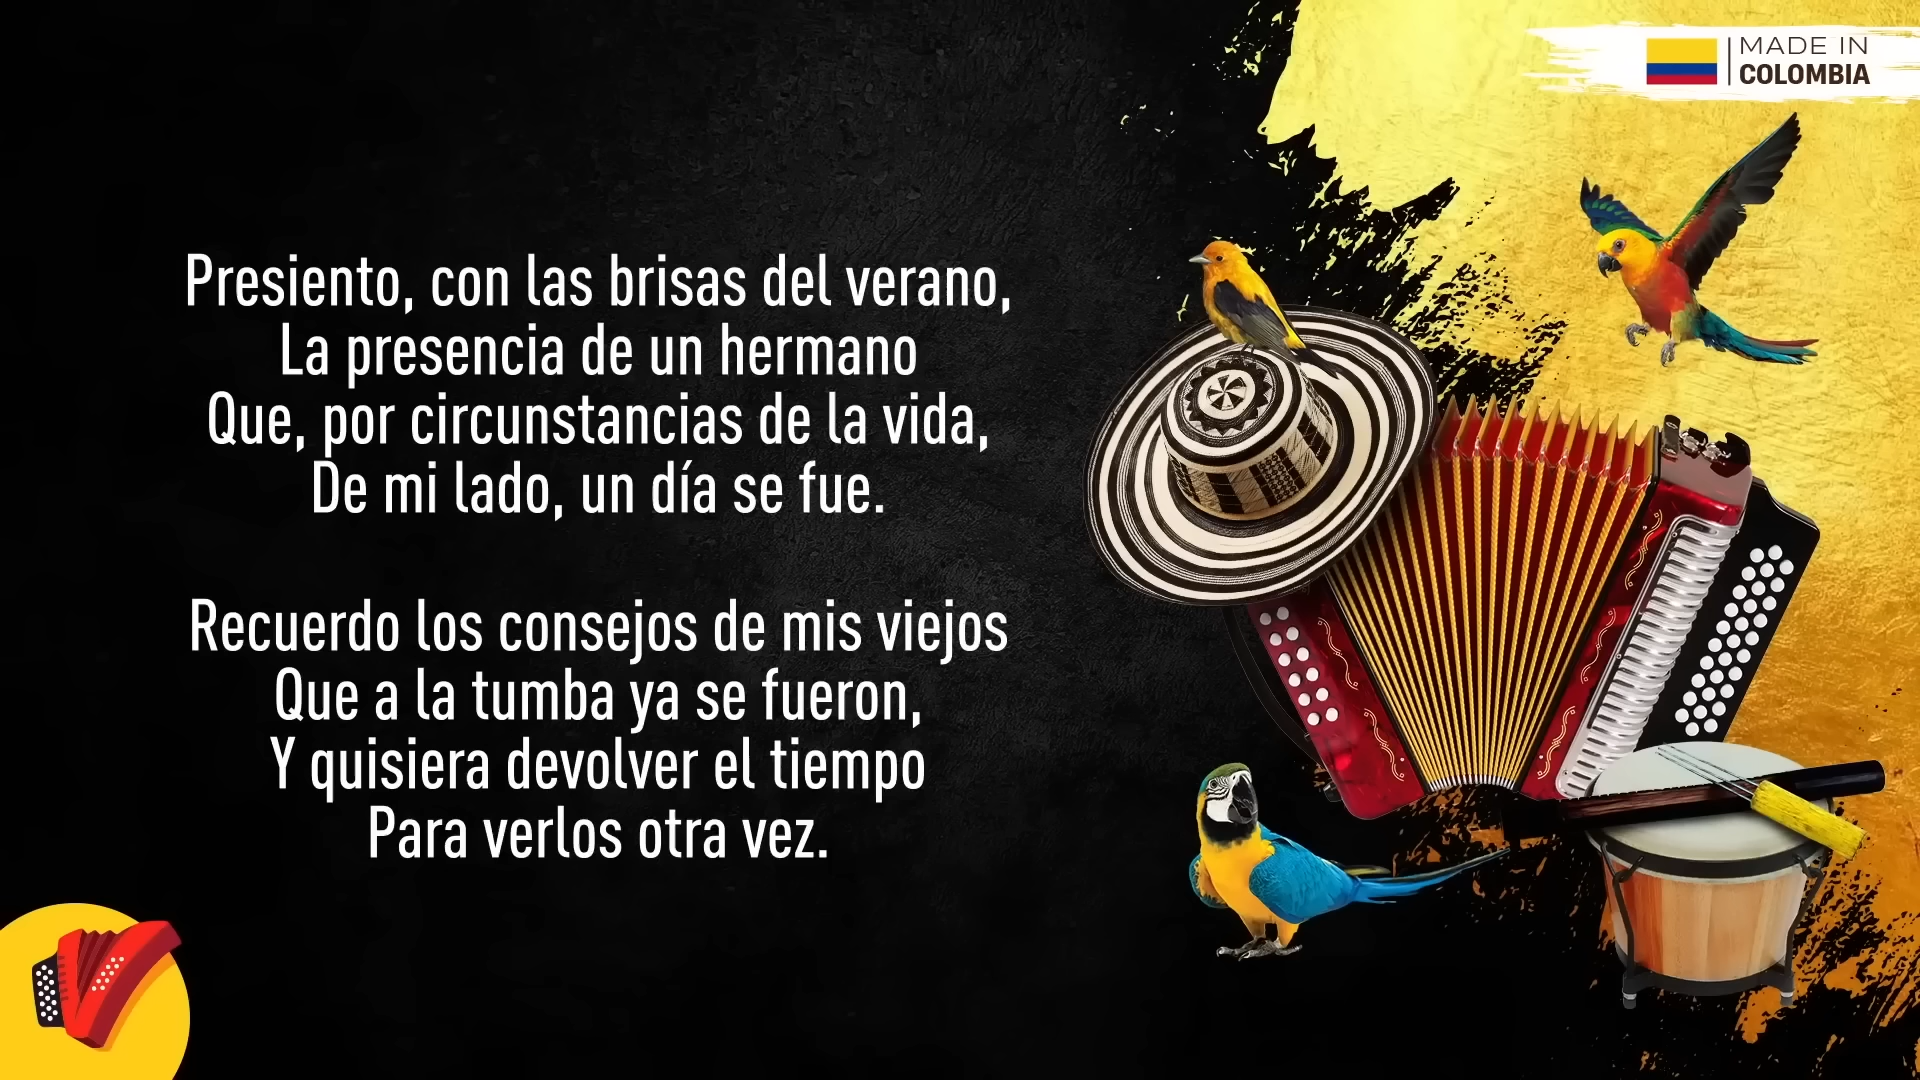 MADE IN
COLOMBIA
Presiento, con las brisas del verano,
La presencia de un hermano
Que, por circunstancias de la vida,
De mi lado, un día se fue.
Recuerdo los consejos de mis viejos
Que a la tumba ya se fueron,
Y quisiera devolver el tiempo
Para verlos otra vez.